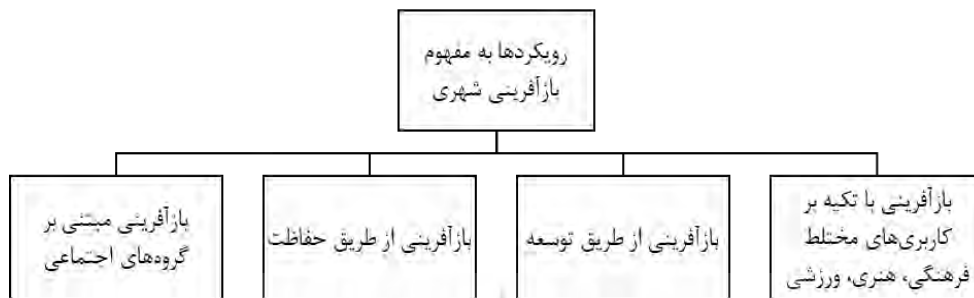 رویکردها به مفهوم
بازآفرینی شهری
بازآفرینی با تکیه بر
کاربری‌های مختلط
فرهنگی، هنری، ورزشی
بازآفرینی از طریق توسعه
بازآفرینی از طریق حفاظت
بازآفرینی مبتنی بر
گروه‌های اجتماعی